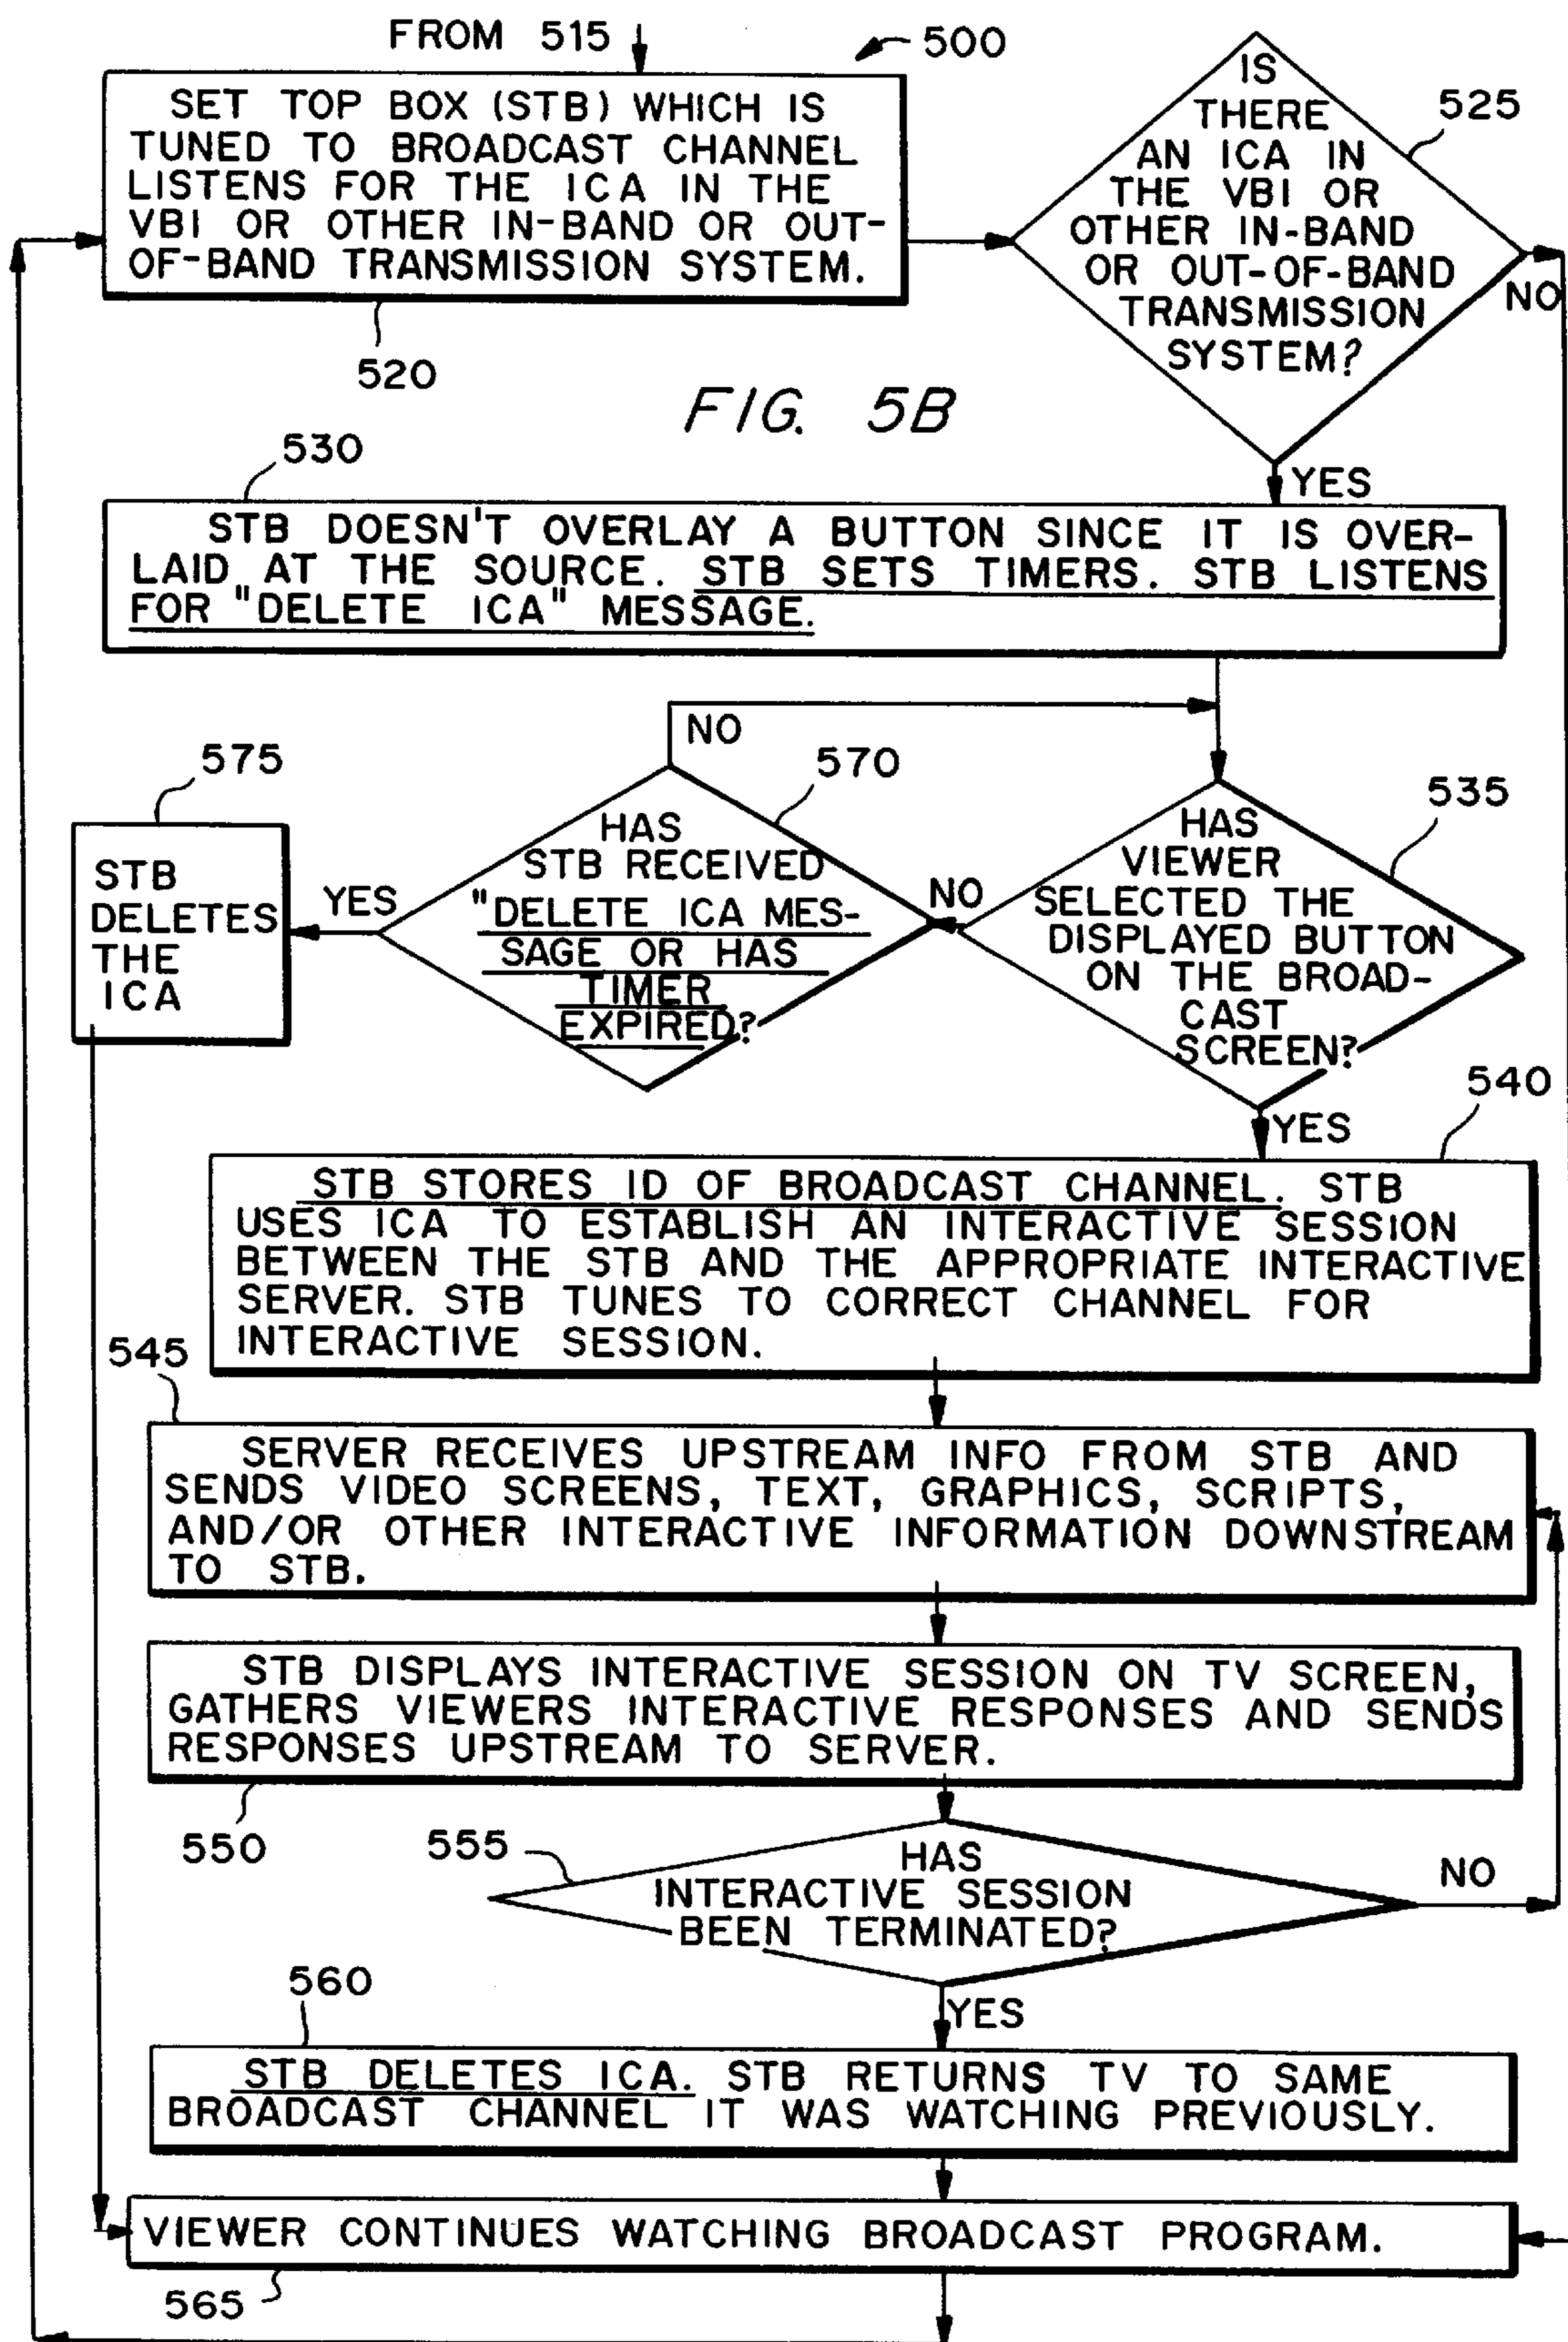 FROM 515
500
SET TOP BOX (STB) WHICH IS
TUNED TO BROADCAST CHANNEL
LISTENS FOR THE ICA IN THE
VBI OR OTHER IN-BAND OR OUT-
OF-BAND TRANSMISSION SYSTEM.
520
IS
THERE
AN ICA IN
THE VBI OR
OTHER IN-BAND
OR OUT-OF-BAND
TRANSMISSION
SYSTEM?
525
NO
YES
FIG. 5B
530
STB DOESN'T OVERLAY A BUTTON SINCE IT IS OVER-
LAID AT THE SOURCE. STB SETS TIMERS. STB LISTENS
FOR "DELETE ICA" MESSAGE.
NO
575
STB
DELETES
THE
ICA
YES
570
HAS
STB RECEIVED
"DELETE ICA MES-
SAGE OR HAS
TIMER
EXPIRED?
NO
535
HAS
VIEWER
SELECTED THE
DISPLAYED BUTTON
ON THE BROAD-
CAST
SCREEN?
YES
540
STB STORES ID OF BROADCAST CHANNEL. STB
USES ICA TO ESTABLISH AN INTERACTIVE SESSION
BETWEEN THE STB AND THE APPROPRIATE INTERACTIVE
SERVER. STB TUNES TO CORRECT CHANNEL FOR
INTERACTIVE SESSION.
545
SERVER RECEIVES UPSTREAM INFO FROM STB AND
SENDS VIDEO SCREENS, TEXT, GRAPHICS, SCRIPTS,
AND/OR OTHER INTERACTIVE INFORMATION DOWNSTREAM
TO STB.
STB DISPLAYS INTERACTIVE SESSION ON TV SCREEN,
GATHERS VIEWERS INTERACTIVE RESPONSES AND SENDS
RESPONSES UPSTREAM TO SERVER.
550
555
HAS
INTERACTIVE SESSION
BEEN TERMINATED?
NO
YES
560
STB DELETES ICA. STB RETURNS TV TO SAME
BROADCAST CHANNEL IT WAS WATCHING PREVIOUSLY.
VIEWER CONTINUES WATCHING BROADCAST PROGRAM.
565